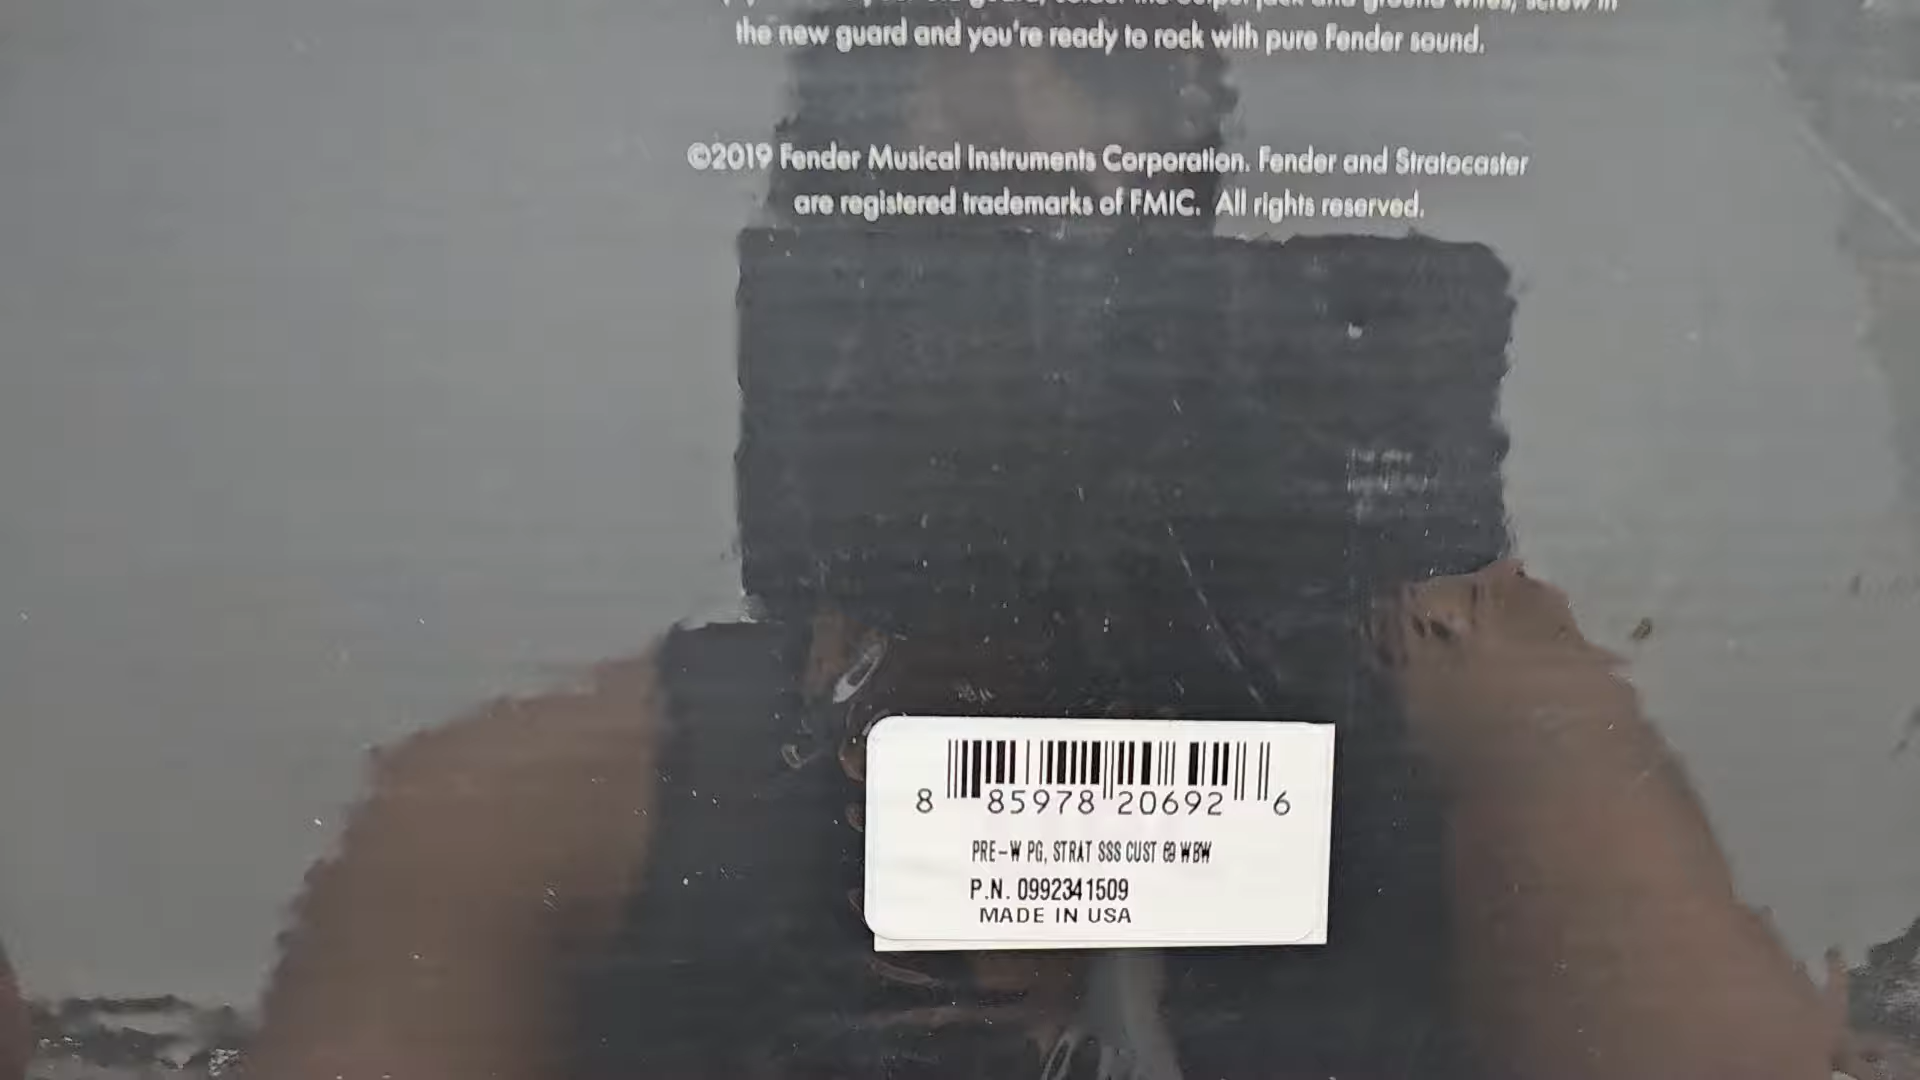 the new guard and you're ready to rock with pure Fender sound.
©2019 Fender Musical Instruments Corporation. Fender and Stratocaster
are registered trademarks of FMIC. All rights reserved.
8 85978 20692 6
PRE-W PG, STRAT SSS CUST 69 WBW
P.N. 0992341509
MADE IN USA